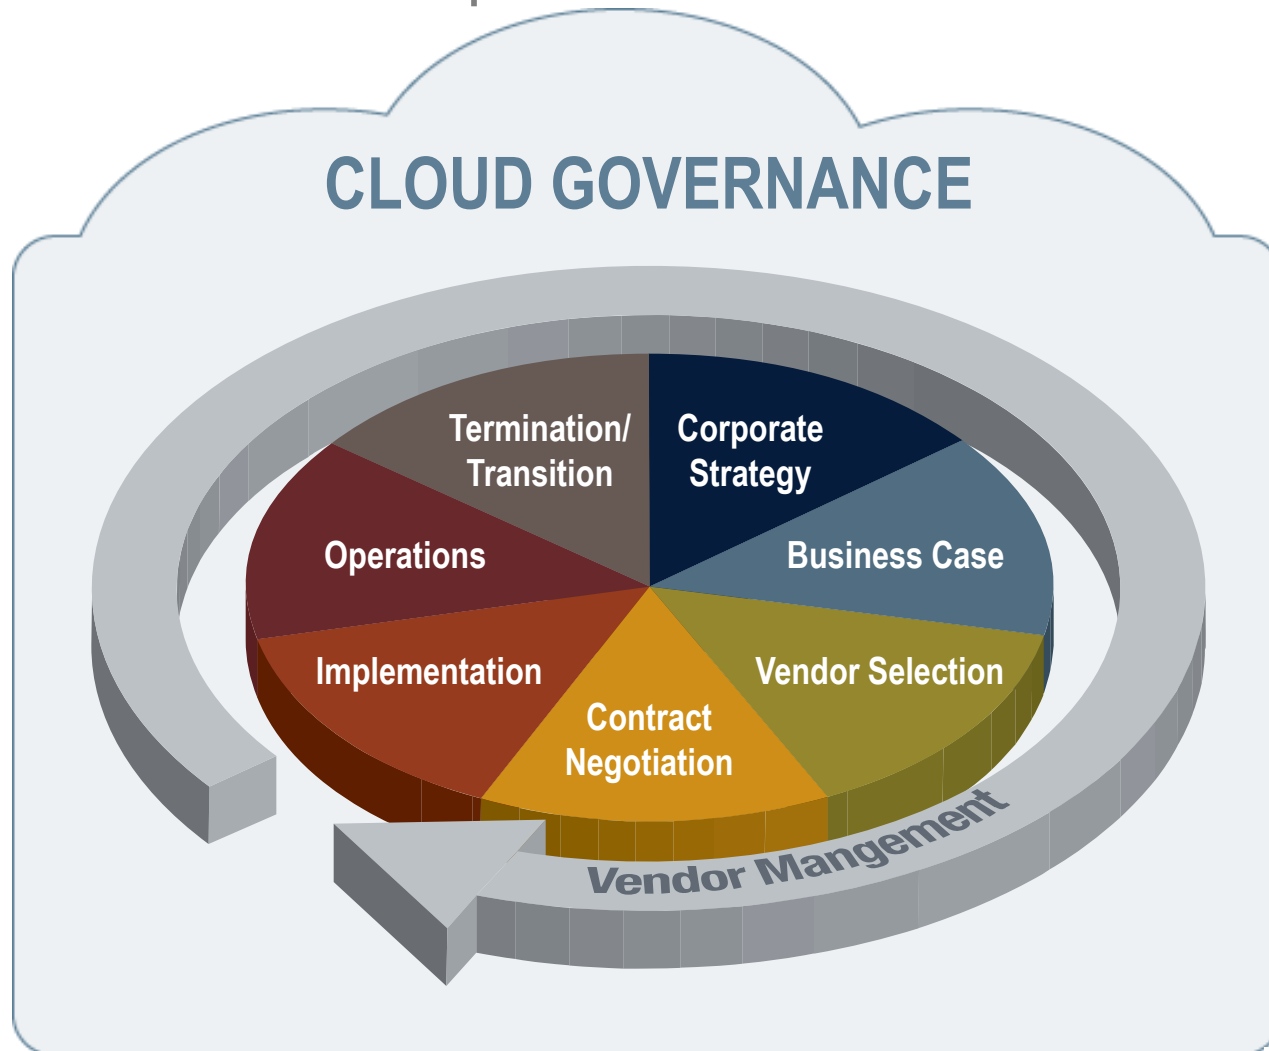 CLOUD GOVERNANCE
Termination/
Transition
Corporate
Strategy
Operations
Business Case
Implementation
Vendor Selection
Contract
Negotiation
Vendor Mangement